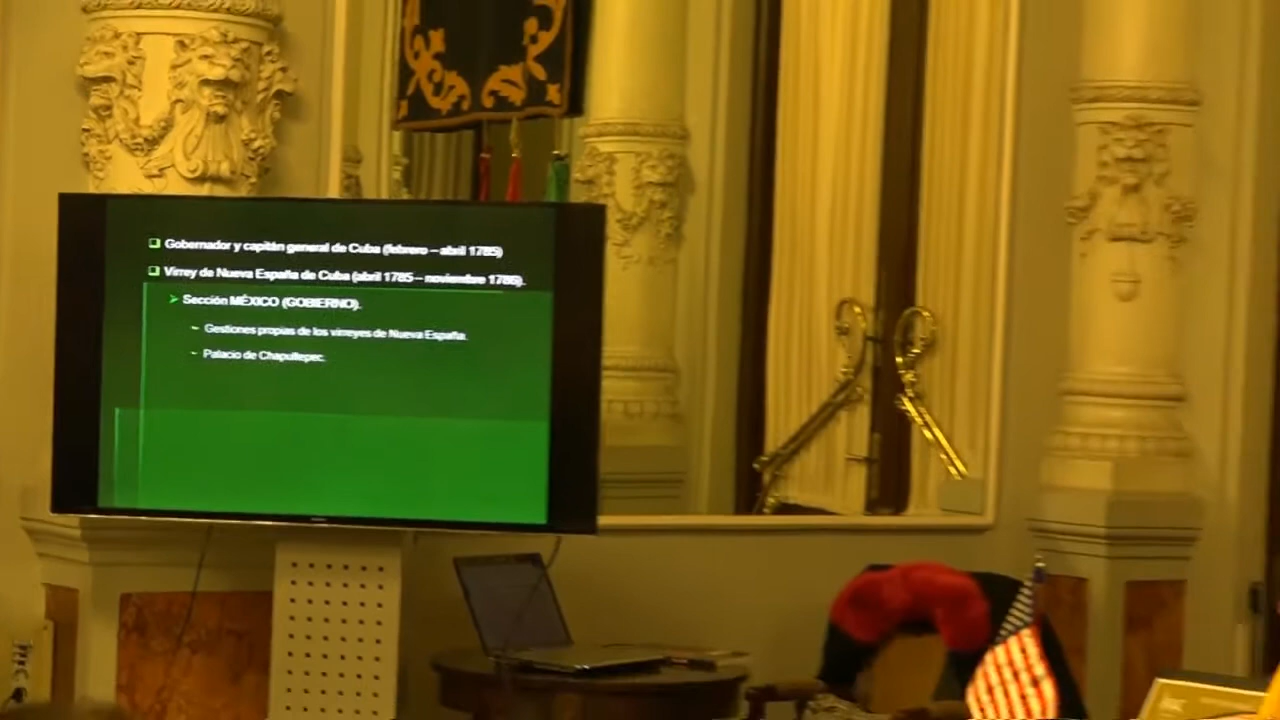 Gobernador y capitán general de Cuba (febrero – abril 1785)
Virrey de Nueva España de Cuba (abril 1785 – noviembre 1786).
Sección MÉXICO (GOBIERNO).
Gestiones propias de los virreyes de Nueva España.
Palacio de Chapultepec.